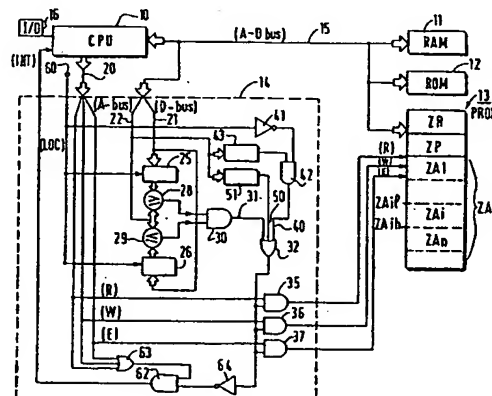 16
I/O
10
CPU
(A-D bus)
15
11
RAM
12
ROM
13
PROM
(INT)
60
20
14
(A-bus)
(D-bus)
22
21
41
43
42
(LOC)
25
51
28
31
50
40
≥
≤
29
30
32
26
(R)
35
(W)
36
(E)
37
63
62
64
ZR
ZP
(R)
(W)
(E)
ZA1
ZAiℓ
ZAi
ZAih
ZAn
ZA